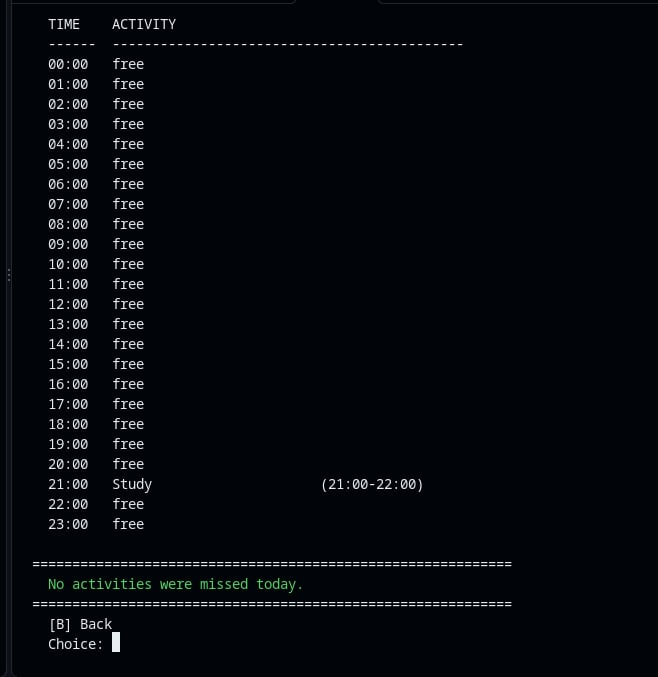 TIME   ACTIVITY
------  --------------------------------------------
00:00   free
01:00   free
02:00   free
03:00   free
04:00   free
05:00   free
06:00   free
07:00   free
08:00   free
09:00   free
10:00   free
11:00   free
12:00   free
13:00   free
14:00   free
15:00   free
16:00   free
17:00   free
18:00   free
19:00   free
20:00   free
21:00   Study                     (21:00-22:00)
22:00   free
23:00   free
============================================================
No activities were missed today.
============================================================
[B] Back
Choice: